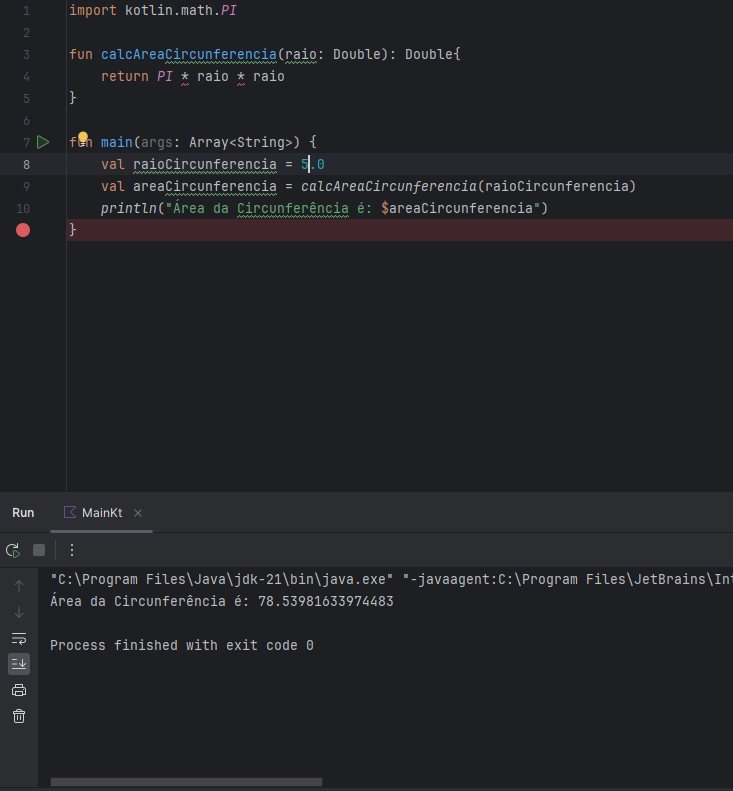 1 import kotlin.math.PI
2
3 fun calcAreaCircunferencia(raio: Double): Double{
4     return PI * raio * raio
5 }
6
7 fun main(args: Array<String>) {
8     val raioCircunferencia = 5.0
9     val areaCircunferencia = calcAreaCircunferencia(raioCircunferencia)
10     println("Área da Circunferência é: $areaCircunferencia")
}
Run MainKt
"C:\Program Files\Java\jdk-21\bin\java.exe" "-javaagent:C:\Program Files\JetBrains\Int
Área da Circunferência é: 78.53981633974483
Process finished with exit code 0